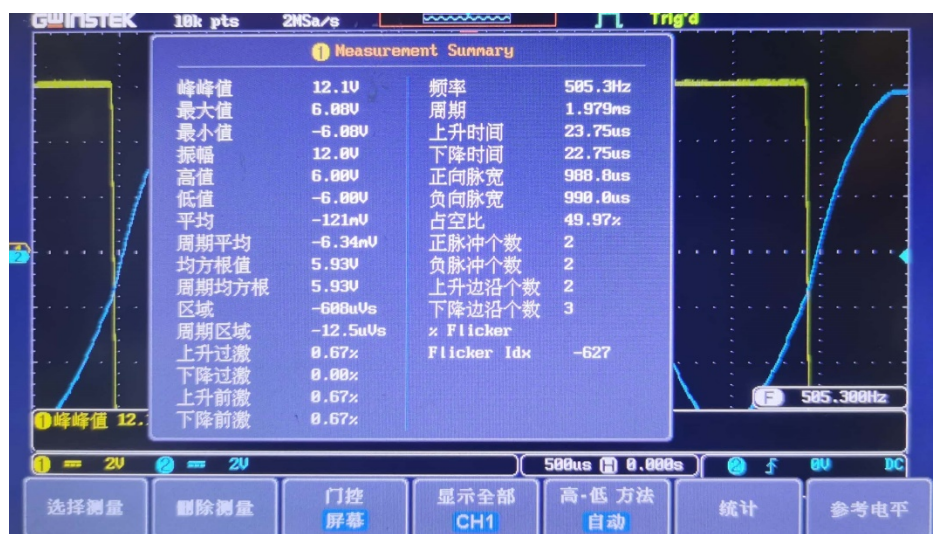 GWINSTEK 10k pts 2MSa/s Trig'd
1 Measurement Summary
峰峰值 12.1V 频率 505.3Hz
最大值 6.08V 周期 1.979ms
最小值 -6.08V 上升时间 23.75us
振幅 12.0V 下降时间 22.75us
高值 6.00V 正向脉宽 988.8us
低值 -6.00V 负向脉宽 990.0us
平均 -121mV 占空比 49.97%
周期平均 -6.34mV 正脉冲个数 2
均方根值 5.93V 负脉冲个数 2
周期均方根 5.93V 上升边沿个数 2
区域 -608uVs 下降边沿个数 3
周期区域 -12.5uVs % Flicker
上升过激 0.67% Flicker Idx -627
下降过激 0.00%
上升前激 0.67%
下降前激 0.67%
2
F 505.300Hz
1 峰峰值 12.
1 2V 2 2V 500us H 0.000s 2 0V DC
选择测量 删除测量 门控 显示全部 高-低 方法 统计 参考电平
屏幕 CH1 自动